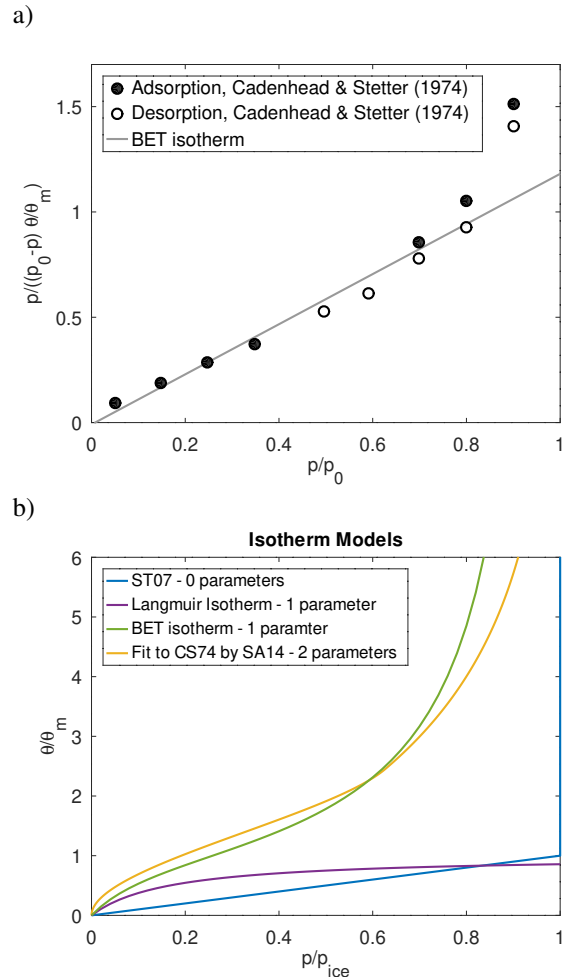 a)
1.5
1
0.5
0
p/((p0-p) θ/θm)
Adsorption, Cadenhead & Stetter (1974)
Desorption, Cadenhead & Stetter (1974)
BET isotherm
0 0.2 0.4 0.6 0.8 1
p/p0
b)
Isotherm Models
6
5
4
3
2
1
0
θ/θm
ST07 - 0 parameters
Langmuir Isotherm - 1 parameter
BET isotherm - 1 paramter
Fit to CS74 by SA14 - 2 parameters
0 0.2 0.4 0.6 0.8 1
p/pice